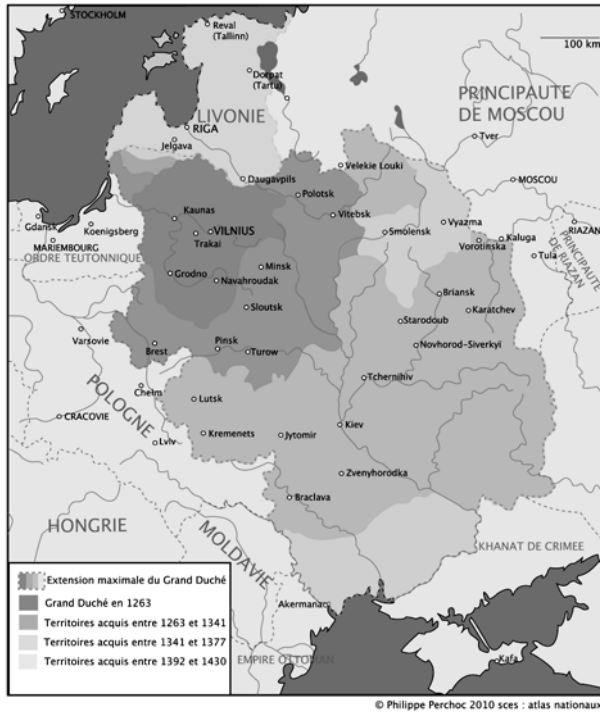 STOCKHOLM
Reval
(Tallinn)
100 km
Dorpat
(Tartu)
PRINCIPAUTE
DE MOSCOU
LIVONIE
RIGA
Tver
Jelgava
Velekie Louki
Daugavpils
MOSCOU
Polotsk
Kaunas
Vitebsk
Gdansk
Koenigsberg
VILNIUS
Trakai
Smolensk
Vyazma
RIAZAN
Vorotinska
Kaluga
MARIEMBOURG
ORDRE TEUTONNIQUE
Tula
PRINCIPAUTE
DE RIAZAN
Minsk
Grodno
Navahroudak
Briansk
Sloutsk
Karatchev
Starodoub
Varsovie
Brest
Pinsk
Turow
Novhorod-Siverkyi
Tchernihiv
Chelm
POLOGNE
Lutsk
CRACOVIE
Lviv
Kremenets
Jytomir
Kiev
Zvenyhorodka
Braclava
HONGRIE
MOLDAVIE
KHANAT DE CRIMEE
Extension maximale du Grand Duché
Grand Duché en 1263
Territoires acquis entre 1263 et 1341
Territoires acquis entre 1341 et 1377
Territoires acquis entre 1392 et 1430
Akermanac
EMPIRE OTTOMAN
Kafa
© Philippe Perchoc 2010 sces : atlas nationaux